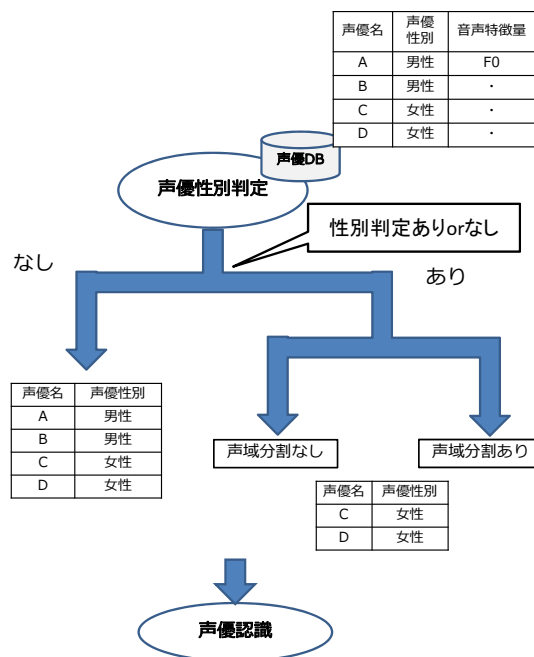 声優名 声優性別 音声特徴量
A 男性 F0
B 男性 ・
C 女性 ・
D 女性 ・
声優DB
声優性別判定
性別判定ありorなし
なし
あり
声優名 声優性別
A 男性
B 男性
C 女性
D 女性
声域分割なし
声域分割あり
声優名 声優性別
C 女性
D 女性
声優認識